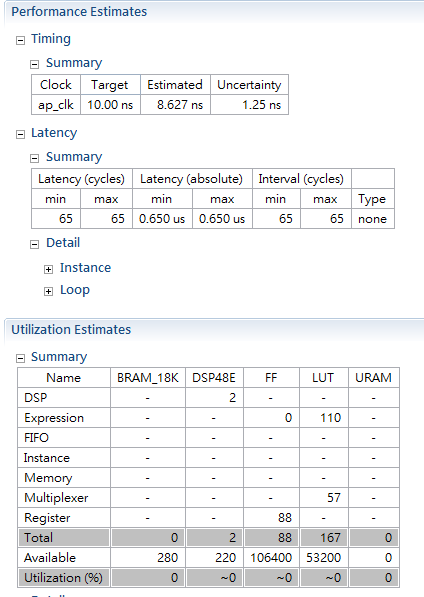 Performance Estimates
Timing
Summary
Clock Target Estimated Uncertainty
ap_clk 10.00 ns 8.627 ns 1.25 ns
Latency
Summary
Latency (cycles) Latency (absolute) Interval (cycles)
min max min max min max Type
65 65 0.650 us 0.650 us 65 65 none
Detail
Instance
Loop
Utilization Estimates
Summary
Name BRAM_18K DSP48E FF LUT URAM
DSP - 2 - - -
Expression - - 0 110 -
FIFO - - - - -
Instance - - - - -
Memory - - - - -
Multiplexer - - - 57 -
Register - - 88 - -
Total 0 2 88 167 0
Available 280 220 106400 53200 0
Utilization (%) 0 ~0 ~0 ~0 0